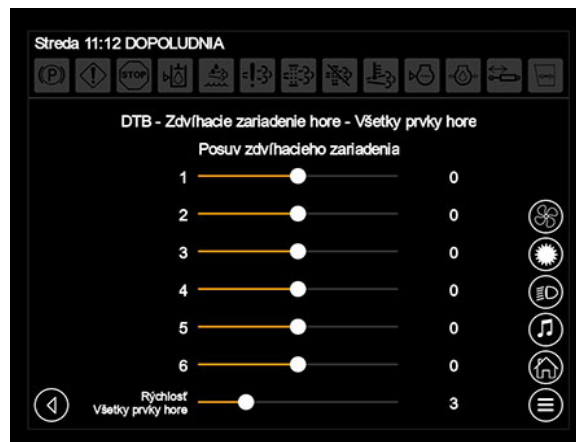 Streda 11:12 DOPOLUDNIA
(P) STOP
DTB - Zdvíhacie zariadenie hore - Všetky prvky hore
Posuv zdvíhacieho zariadenia
1 0
2 0
3 0
4 0
5 0
6 0
Rýchlosť
Všetky prvky hore 3